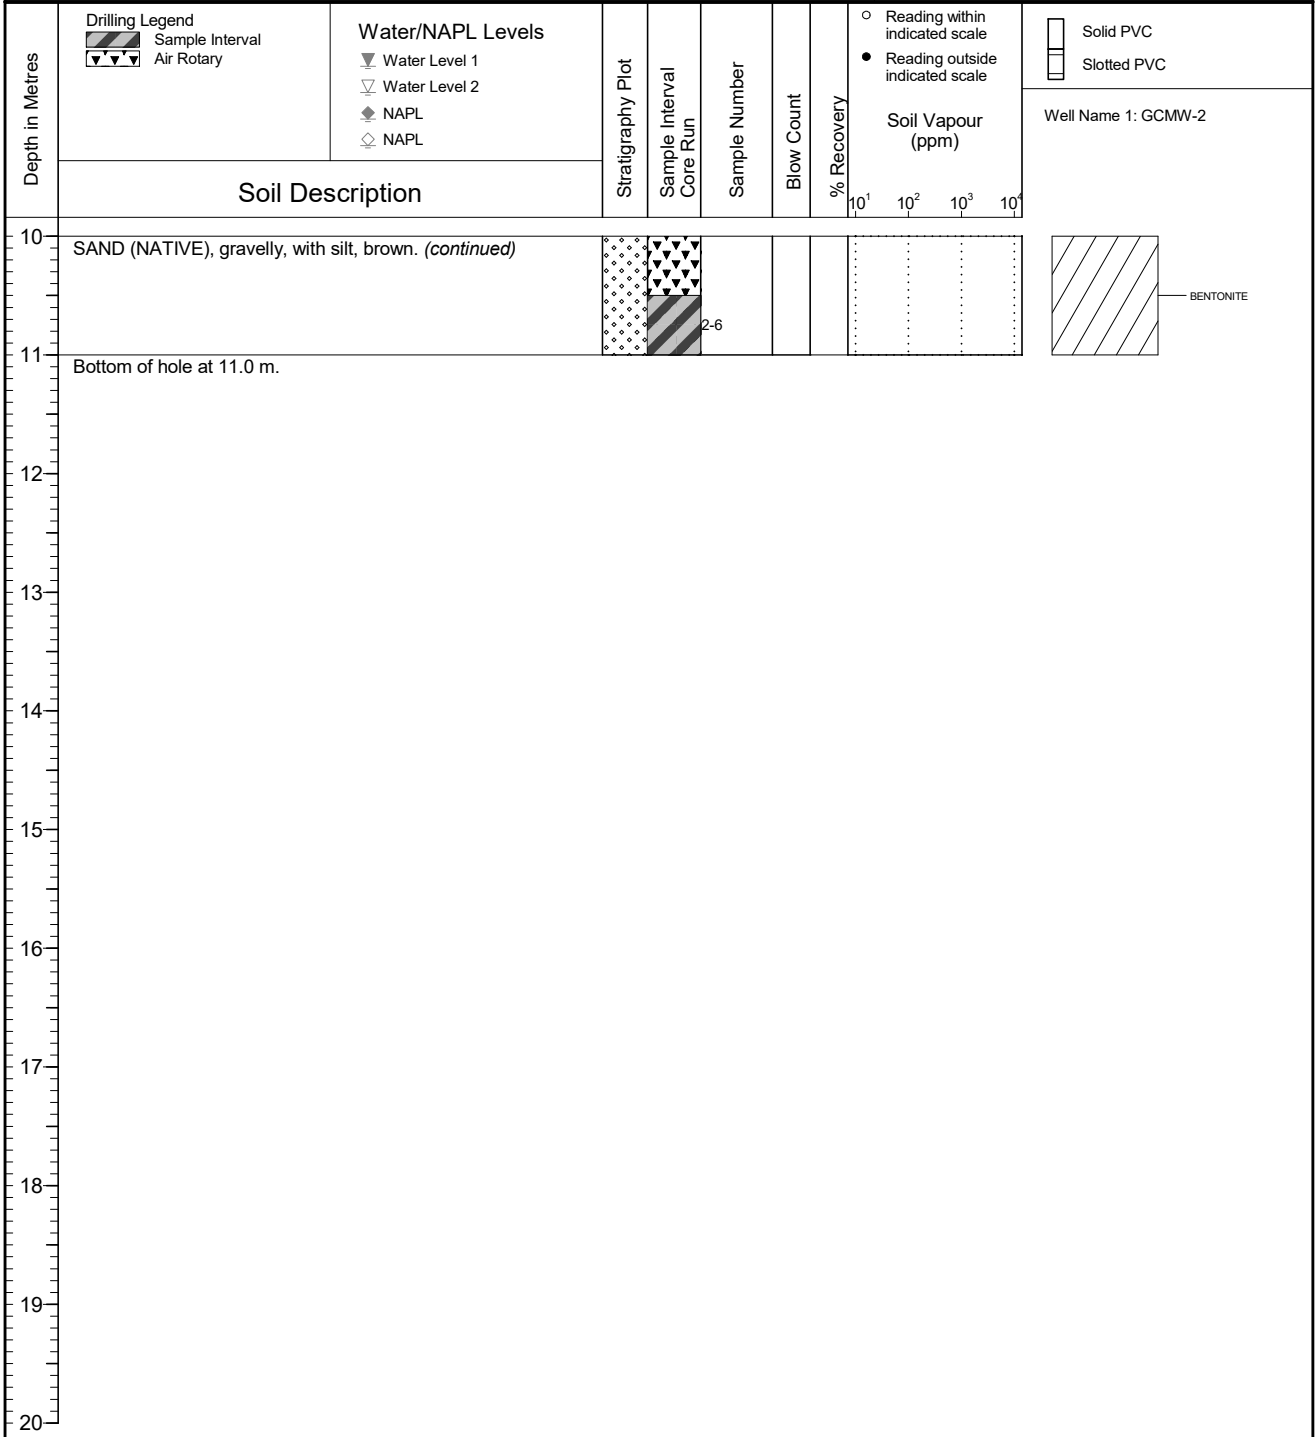 Depth in Metres
Drilling Legend
Sample Interval
Air Rotary
Water/NAPL Levels
Water Level 1
Water Level 2
NAPL
NAPL
Soil Description
Stratigraphy Plot
Sample Interval
Core Run
Sample Number
Blow Count
% Recovery
Reading within
indicated scale
Reading outside
indicated scale
Soil Vapour
(ppm)
10¹ 10² 10³ 10⁴
Solid PVC
Slotted PVC
Well Name 1: GCMW-2
10
SAND (NATIVE), gravelly, with silt, brown. (continued)
2-6
BENTONITE
11
Bottom of hole at 11.0 m.
12
13
14
15
16
17
18
19
20